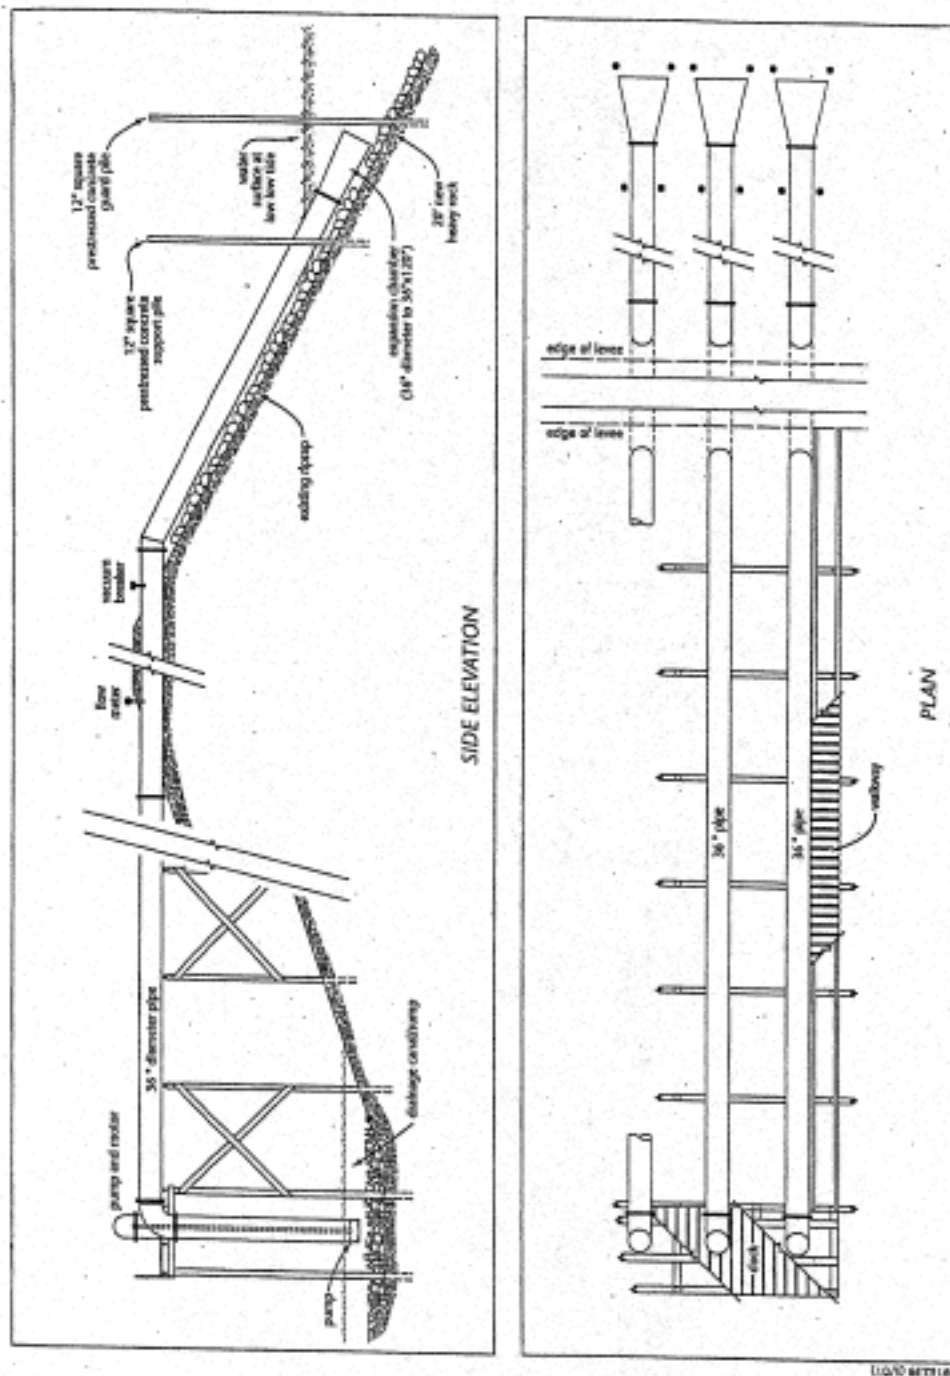 12" square
prestressed concrete
guard pile
12" square
prestressed concrete
support pile
water
surface at
low low tide
20' new
heavy rock
expansion chamber
(36" diameter to 36"x120")
existing riprap
vacuum
breaker
flow
meter
36" diameter pipe
pump and motor
pump
drainage canal/sump
SIDE ELEVATION
edge of levee
edge of levee
36" pipe
36" pipe
walkway
deck
PLAN